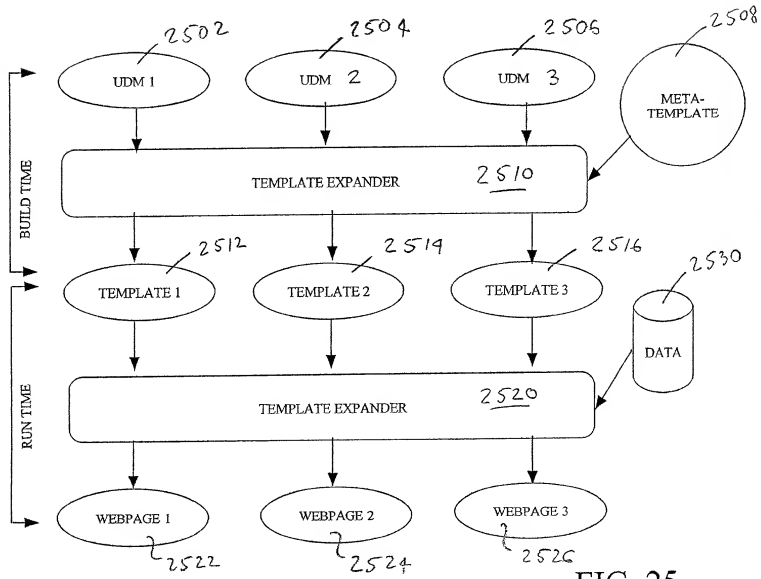 2502
2504
2506
2508
UDM 1
UDM 2
UDM 3
META-
TEMPLATE
TEMPLATE EXPANDER
2510
BUILD TIME
2512
2514
2516
2530
TEMPLATE 1
TEMPLATE 2
TEMPLATE 3
DATA
TEMPLATE EXPANDER
2520
RUN TIME
WEBPAGE 1
WEBPAGE 2
WEBPAGE 3
2522
2524
2526
FIG. 25